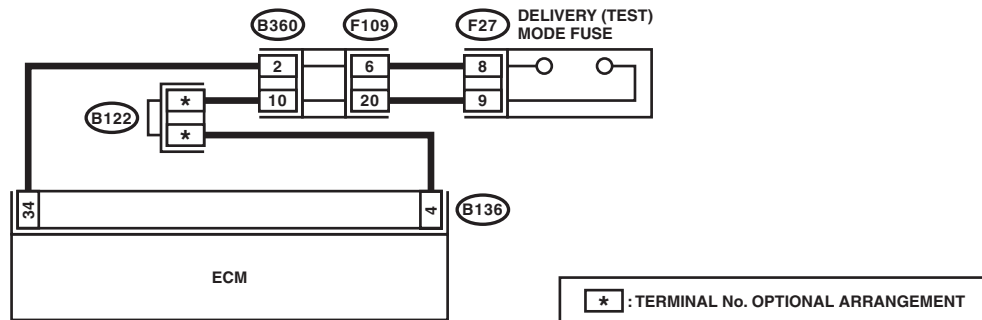 B360 F109 F27 DELIVERY (TEST)
MODE FUSE
2 6 8
* 10 20 9
B122
*
34 4 B136
ECM
* : TERMINAL No. OPTIONAL ARRANGEMENT